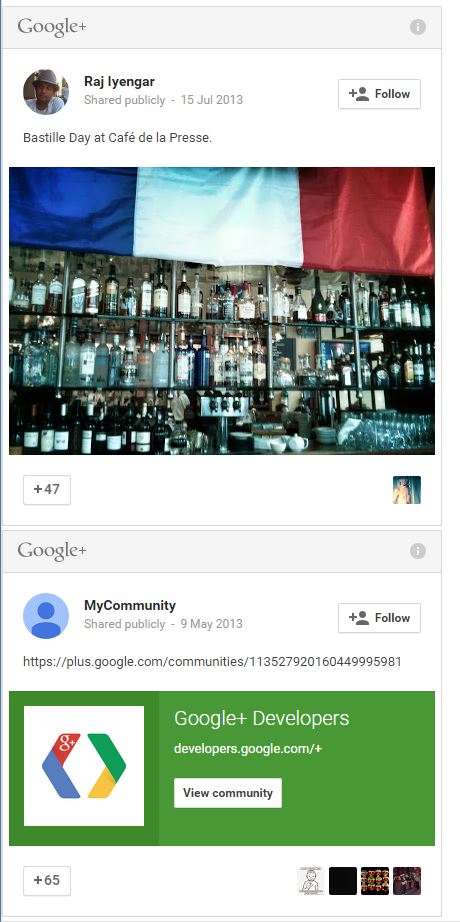 Google+
Raj Iyengar
Shared publicly - 15 Jul 2013
Follow
Bastille Day at Café de la Presse.
+47
Google+
MyCommunity
Shared publicly - 9 May 2013
Follow
https://plus.google.com/communities/113527920160449995981
g+
Google+ Developers
developers.google.com/+
View community
+65